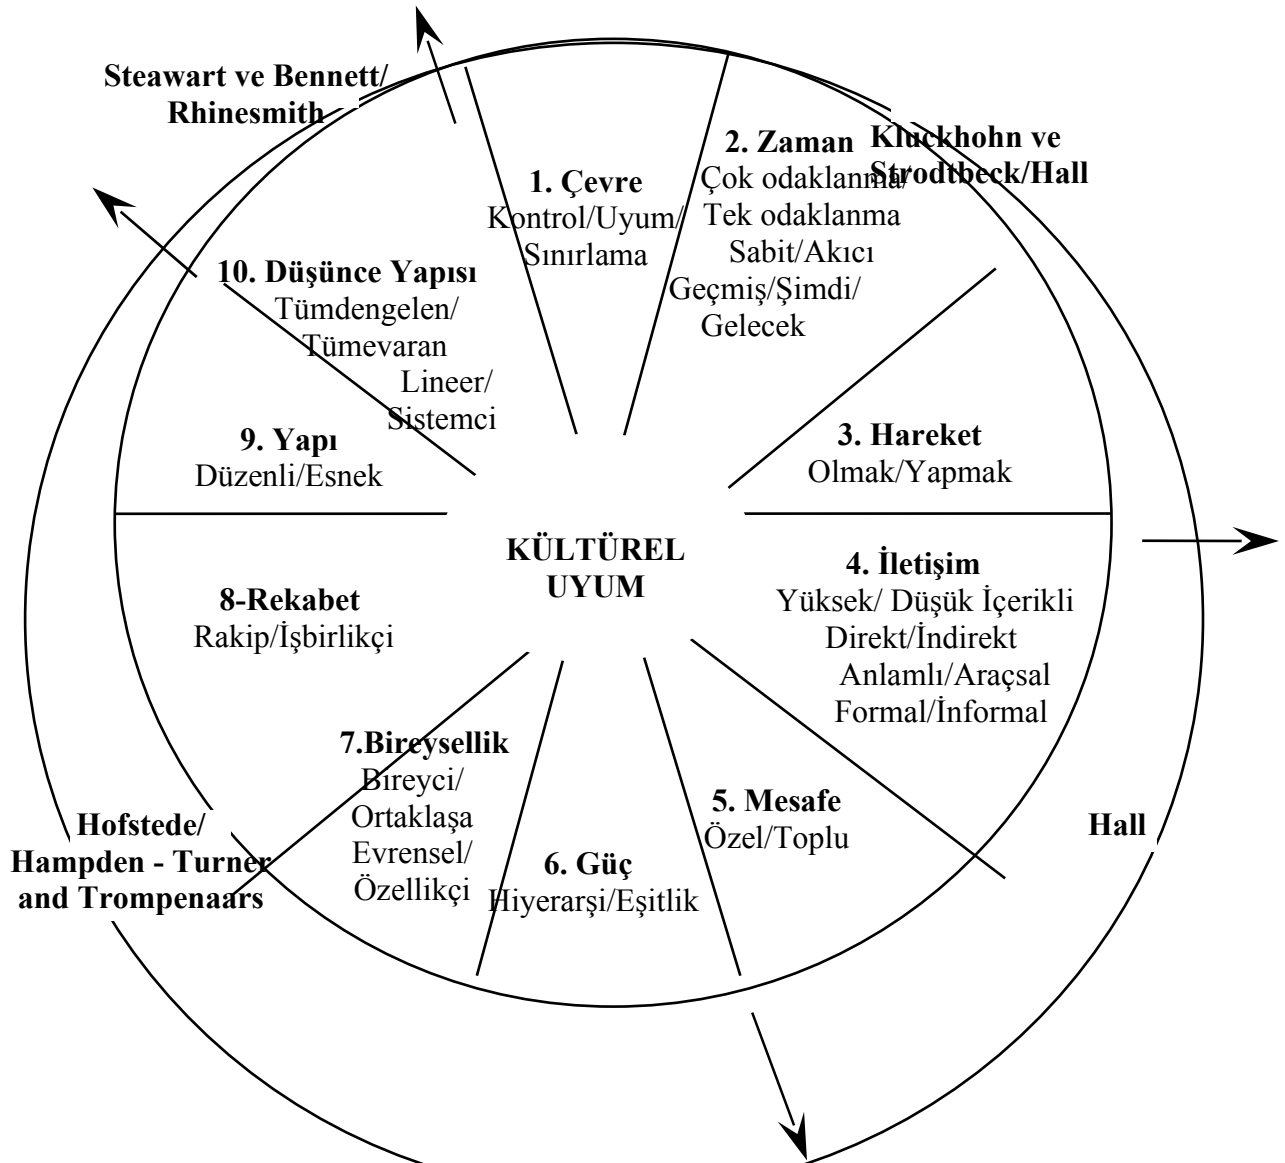 Steawart ve Bennett/
Rhinesmith
Kluckhohn ve
Strodtbeck/Hall
1. Çevre
Kontrol/Uyum/
Sınırlama
2. Zaman
Çok odaklanma/
Tek odaklanma
Sabit/Akıcı
Geçmiş/Şimdi/
Gelecek
3. Hareket
Olmak/Yapmak
4. İletişim
Yüksek/ Düşük İçerikli
Direkt/İndirekt
Anlamlı/Araçsal
Formal/İnformal
5. Mesafe
Özel/Toplu
6. Güç
Hiyerarşi/Eşitlik
7.Bireysellik
Bireyci/
Ortaklaşa
Evrensel/
Özellikçi
8-Rekabet
Rakip/İşbirlikçi
9. Yapı
Düzenli/Esnek
10. Düşünce Yapısı
Tümdengelen/
Tümevaran
Lineer/
Sistemci
KÜLTÜREL
UYUM
Hofstede/
Hampden - Turner
and Trompenaars
Hall